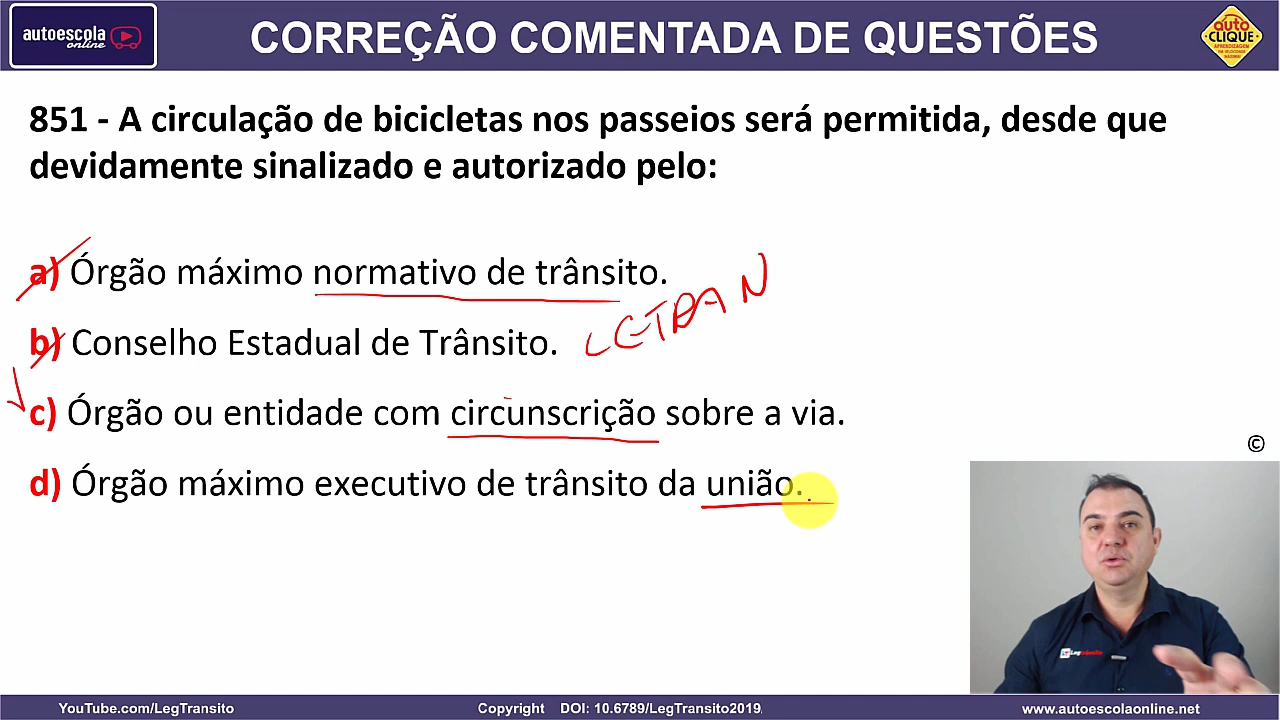 autoescola
online
CORREÇÃO COMENTADA DE QUESTÕES
auto
CLIQUE
APRENDIZAGEM
851 - A circulação de bicicletas nos passeios será permitida, desde que
devidamente sinalizado e autorizado pelo:
a) Órgão máximo normativo de trânsito.
b) Conselho Estadual de Trânsito.
CETRAN
c) Órgão ou entidade com circunscrição sobre a via.
d) Órgão máximo executivo de trânsito da união.
©
Legtrânsito
YouTube.com/LegTransito
Copyright DOI: 10.6789/LegTransito2019
www.autoescolaonline.net